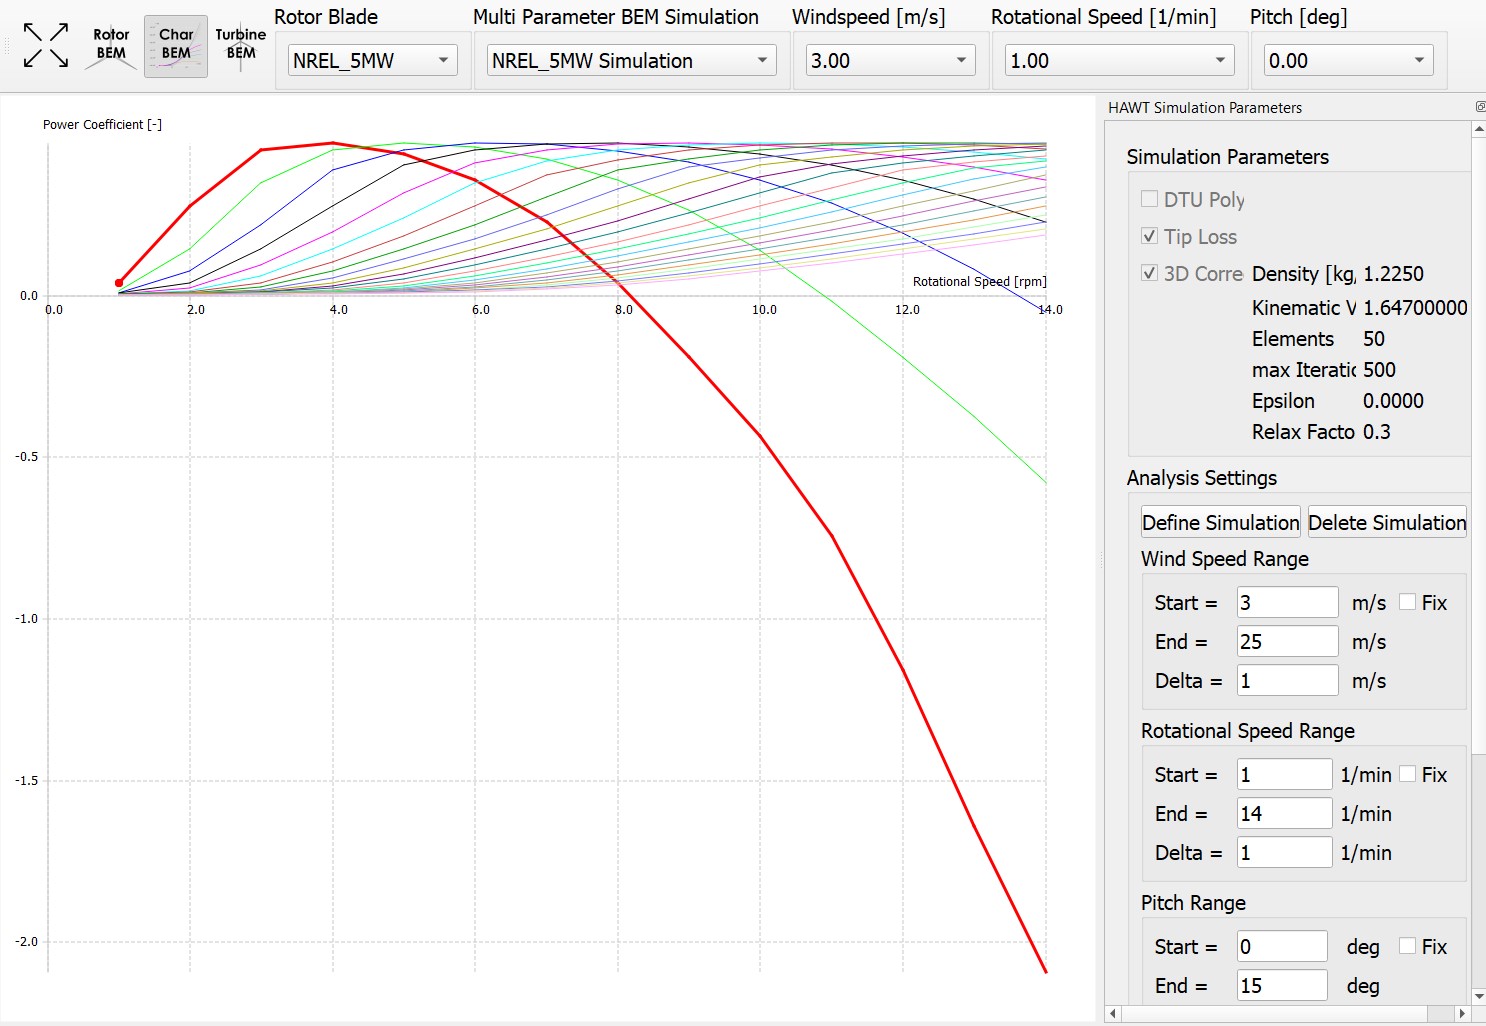 Rotor BEM
Char BEM
Turbine BEM
Rotor Blade
Multi Parameter BEM Simulation
Windspeed [m/s]
Rotational Speed [1/min]
Pitch [deg]
NREL_5MW
NREL_5MW Simulation
3.00
1.00
0.00
Power Coefficient [-]
Rotational Speed [rpm]
0.0
-0.5
-1.0
-1.5
-2.0
0.0 2.0 4.0 6.0 8.0 10.0 12.0 14.0
HAWT Simulation Parameters
Simulation Parameters
DTU Poly
Tip Loss
3D Corre Density [kg, 1.2250
Kinematic V 1.64700000
Elements 50
max Iteratic 500
Epsilon 0.0000
Relax Facto 0.3
Analysis Settings
Define Simulation Delete Simulation
Wind Speed Range
Start = 3 m/s Fix
End = 25 m/s
Delta = 1 m/s
Rotational Speed Range
Start = 1 1/min Fix
End = 14 1/min
Delta = 1 1/min
Pitch Range
Start = 0 deg Fix
End = 15 deg